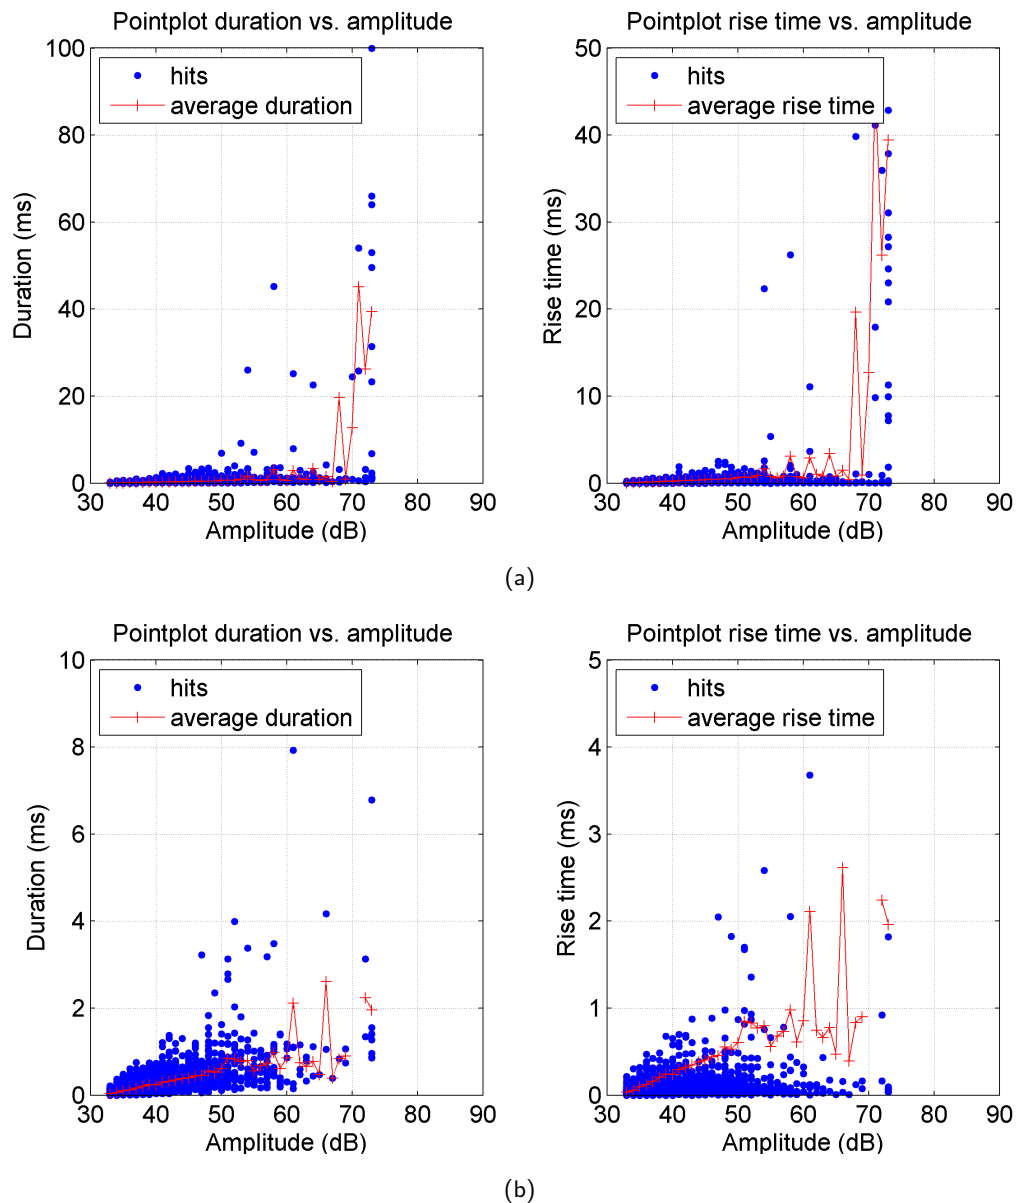 Pointplot duration vs. amplitude
100
80
60
40
20
0
30 40 50 60 70 80 90
Duration (ms)
Amplitude (dB)
hits
average duration
Pointplot rise time vs. amplitude
50
40
30
20
10
0
30 40 50 60 70 80 90
Rise time (ms)
Amplitude (dB)
hits
average rise time
(a)
Pointplot duration vs. amplitude
10
8
6
4
2
0
30 40 50 60 70 80 90
Duration (ms)
Amplitude (dB)
hits
average duration
Pointplot rise time vs. amplitude
5
4
3
2
1
0
30 40 50 60 70 80 90
Rise time (ms)
Amplitude (dB)
hits
average rise time
(b)